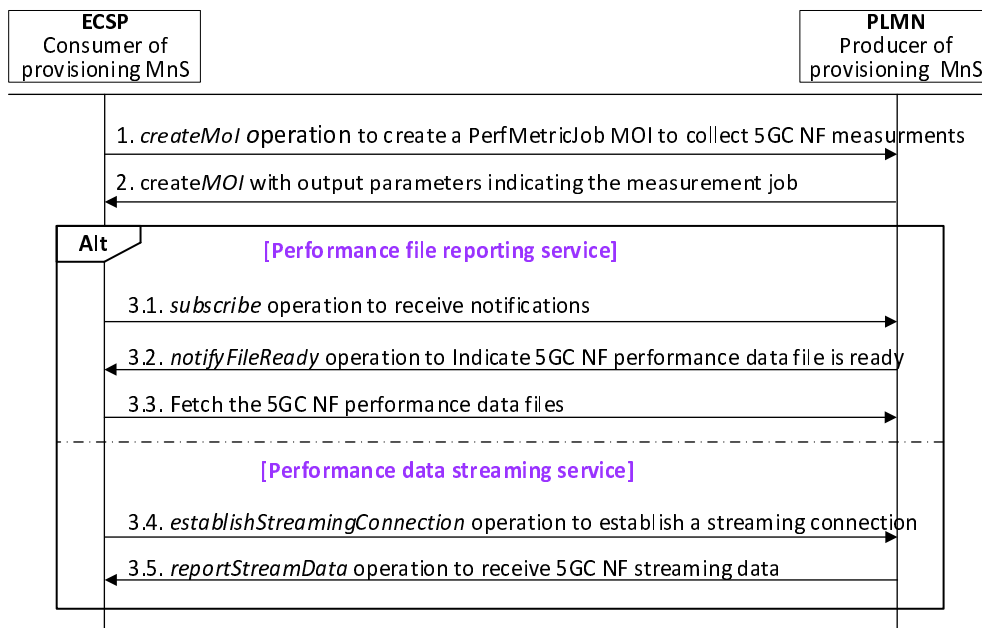 ECSP
Consumer of
provisioning MnS
PLMN
Producer of
provisioning MnS
1. createMoI operation to create a PerfMetricJob MOI to collect 5GC NF measurments
2. createMOI with output parameters indicating the measurement job
Alt
[Performance file reporting service]
3.1. subscribe operation to receive notifications
3.2. notifyFileReady operation to Indicate 5GC NF performance data file is ready
3.3. Fetch the 5GC NF performance data files
[Performance data streaming service]
3.4. establishStreamingConnection operation to establish a streaming connection
3.5. reportStreamData operation to receive 5GC NF streaming data